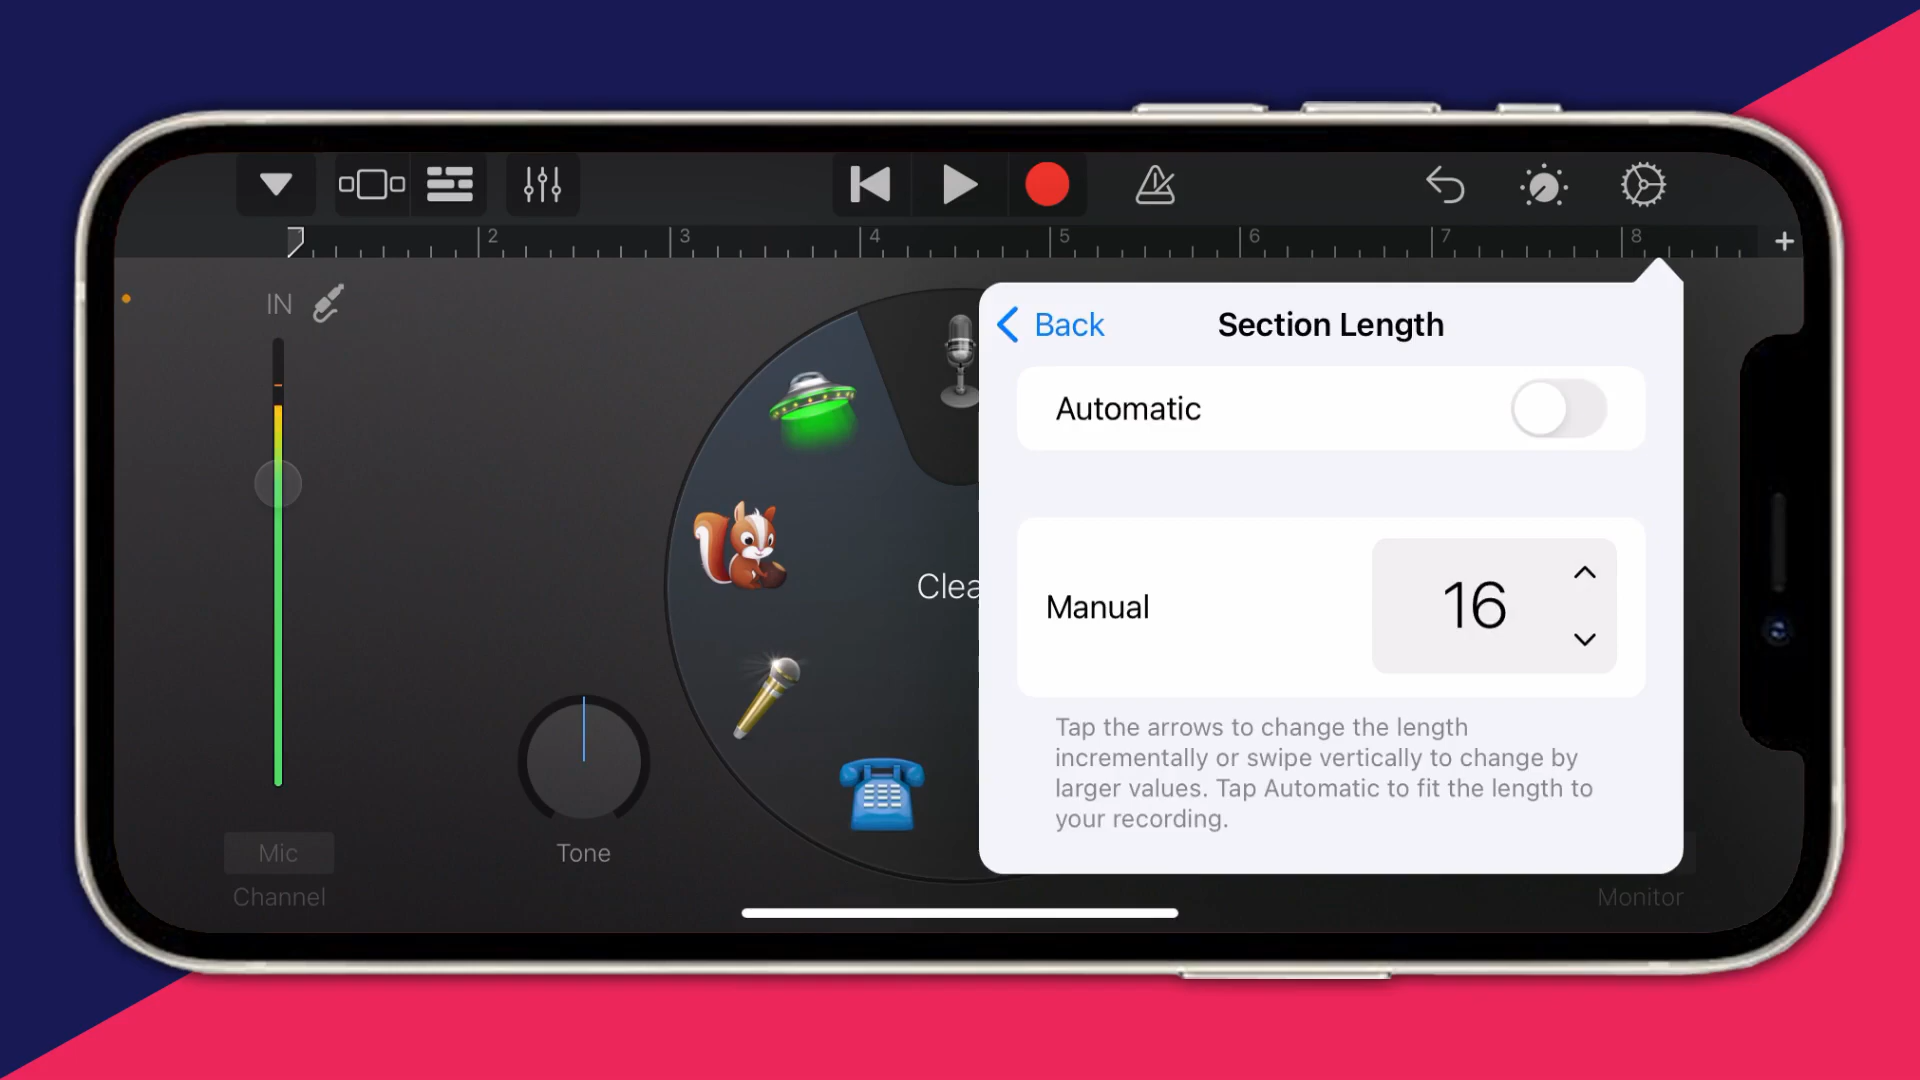 2
3
4
5
6
7
8
IN
Back
Section Length
Automatic
Clea
Manual
16
Tap the arrows to change the length
incrementally or swipe vertically to change by
larger values. Tap Automatic to fit the length to
your recording.
Mic
Tone
Channel
Monitor